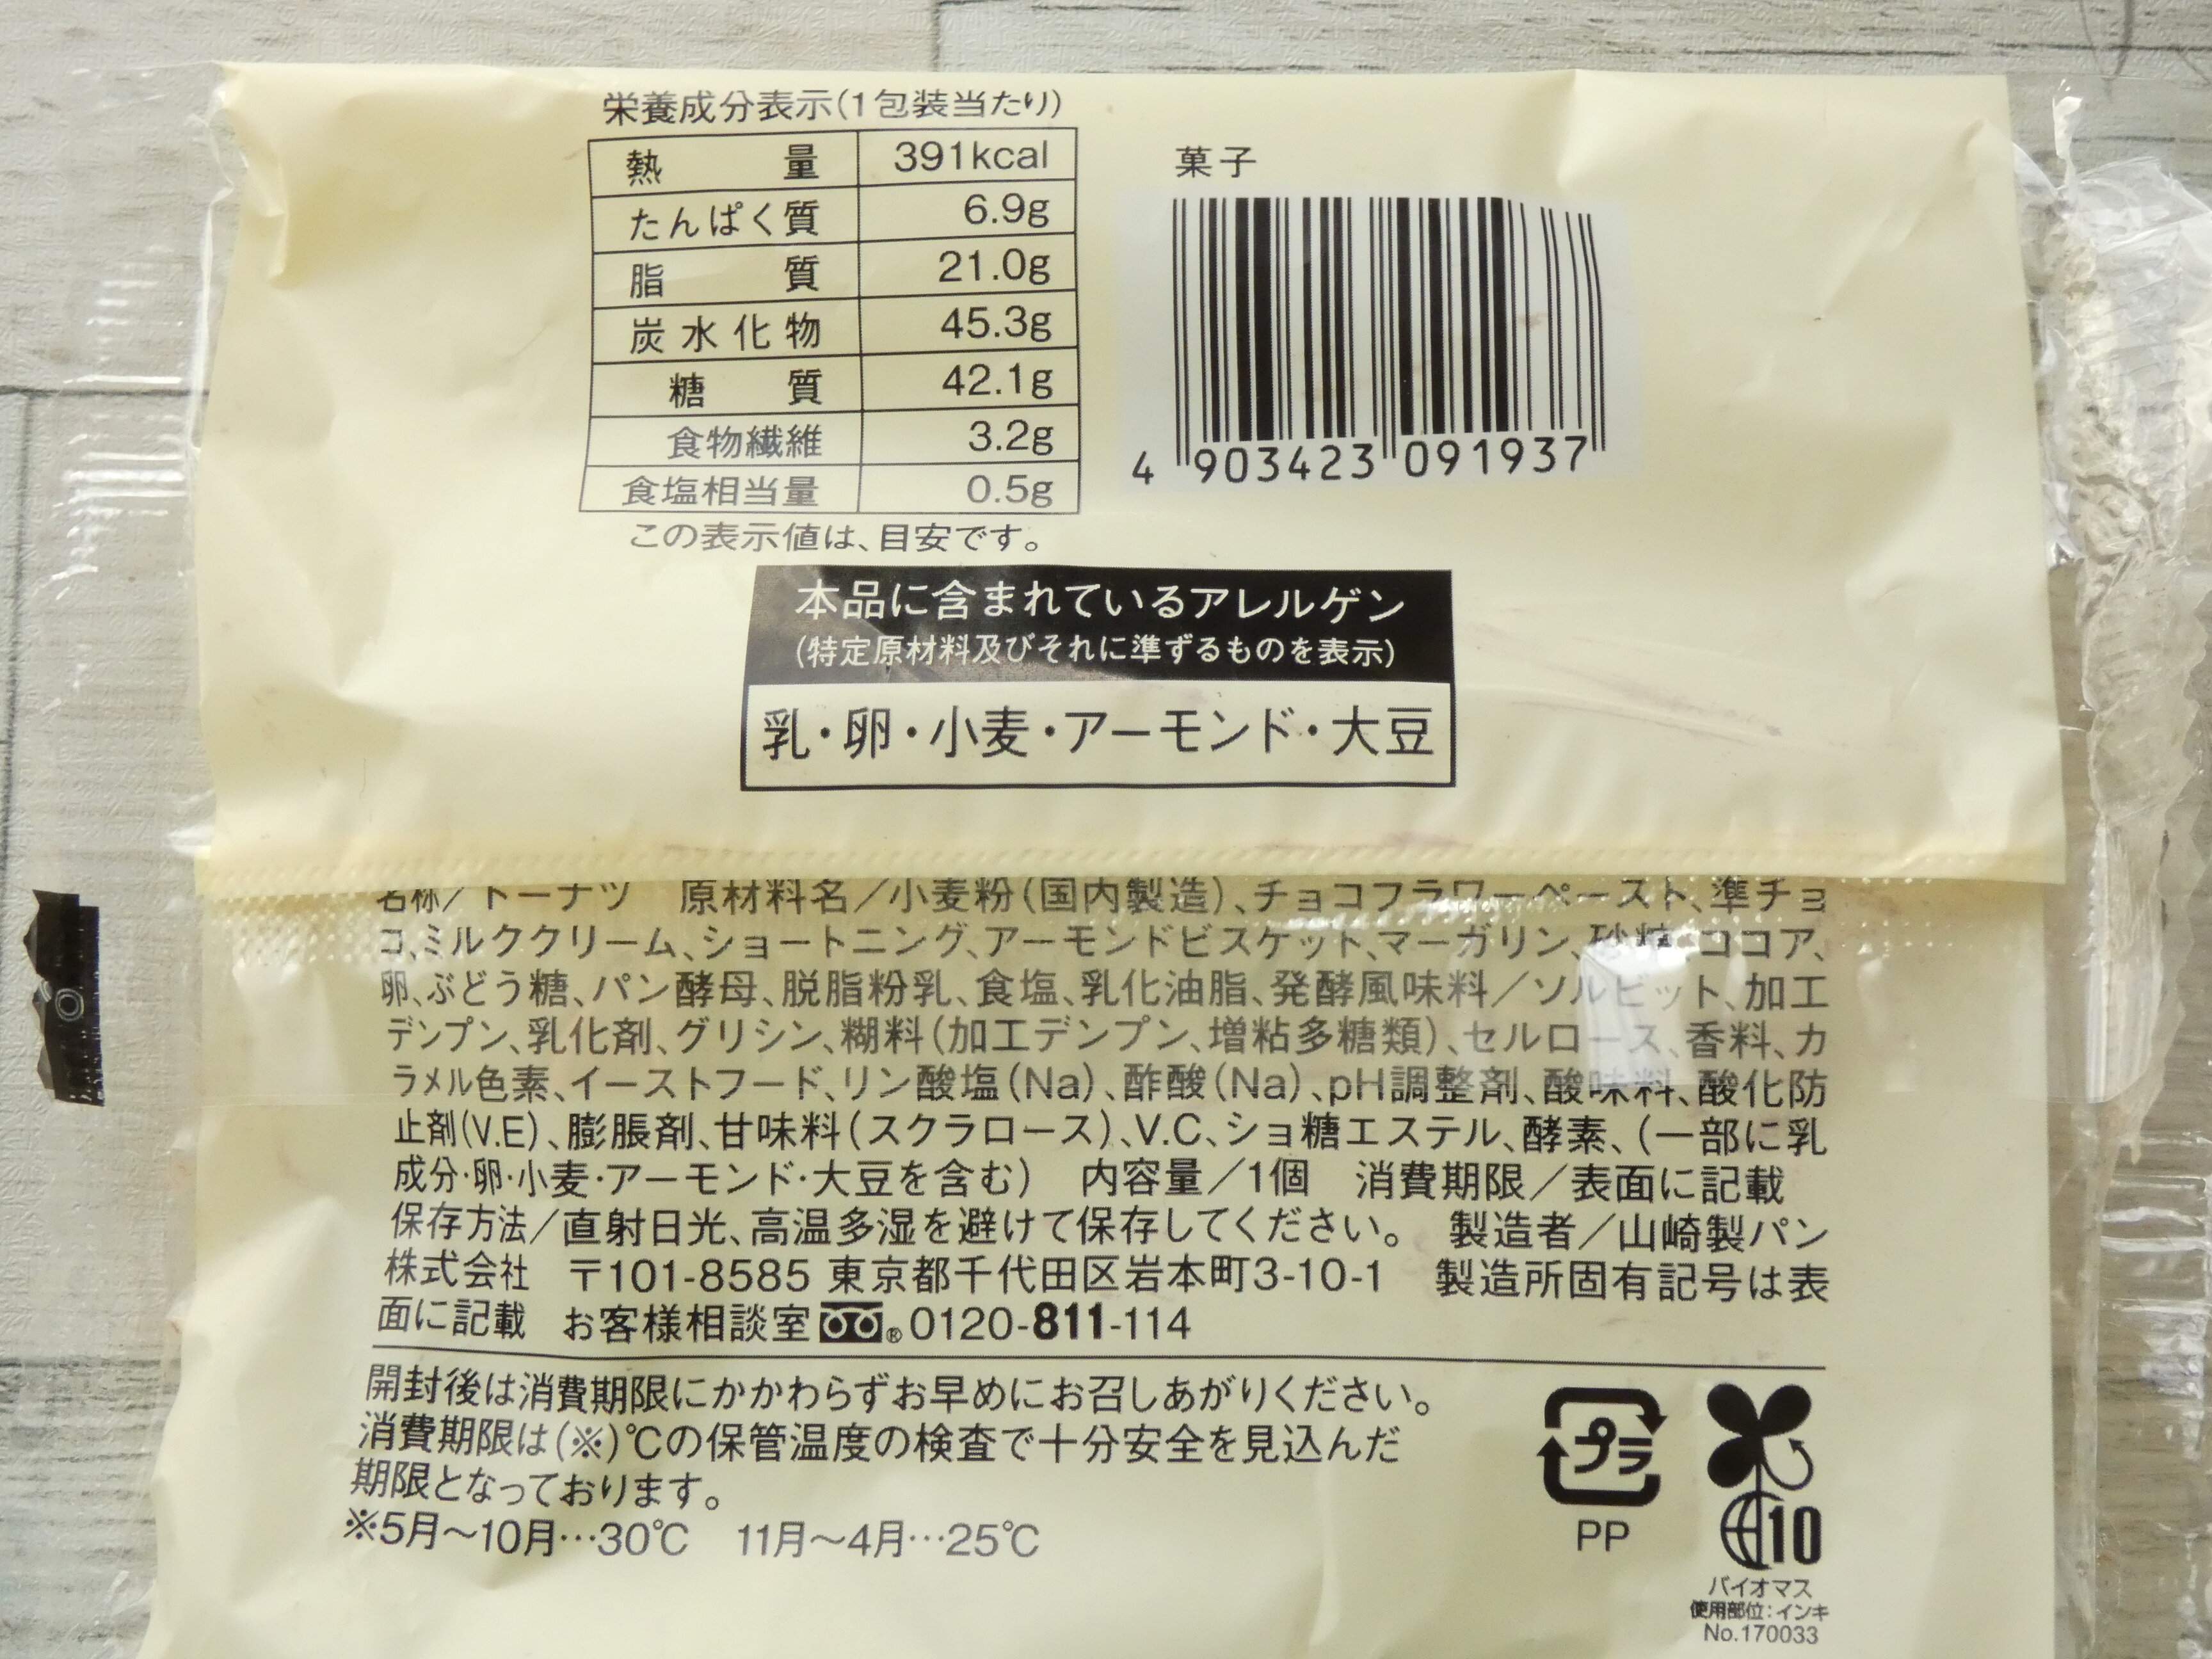 栄養成分表示(1包装当たり)
熱量 391kcal
たんぱく質 6.9g
脂質 21.0g
炭水化物 45.3g
糖質 42.1g
食物繊維 3.2g
食塩相当量 0.5g
この表示値は、目安です。
菓子
4 903423 091937
本品に含まれているアレルゲン
(特定原材料及びそれに準ずるものを表示)
乳・卵・小麦・アーモンド・大豆
名称/ドーナツ 原材料名/小麦粉(国内製造)、チョコフラワーペースト、準チョ
コ、ミルククリーム、ショートニング、アーモンドビスケット、マーガリン、砂糖、ココア、
卵、ぶどう糖、パン酵母、脱脂粉乳、食塩、乳化油脂、発酵風味料/ソルビット、加工
デンプン、乳化剤、グリシン、糊料(加工デンプン、増粘多糖類)、セルロース、香料、カ
ラメル色素、イーストフード、リン酸塩(Na)、酢酸(Na)、pH調整剤、酸味料、酸化防
止剤(V.E)、膨脹剤、甘味料(スクラロース)、V.C、ショ糖エステル、酵素、(一部に乳
成分・卵・小麦・アーモンド・大豆を含む) 内容量/1個 消費期限/表面に記載
保存方法/直射日光、高温多湿を避けて保存してください。 製造者/山崎製パン
株式会社 〒101-8585 東京都千代田区岩本町3-10-1 製造所固有記号は表
面に記載 お客様相談室 ® 0120-811-114
開封後は消費期限にかかわらずお早めにお召しあがりください。
消費期限は(※)℃の保管温度の検査で十分安全を見込んだ
期限となっております。
※5月~10月…30℃ 11月~4月…25℃
プラ
PP
10
バイオマス
使用部位:インキ
No.170033